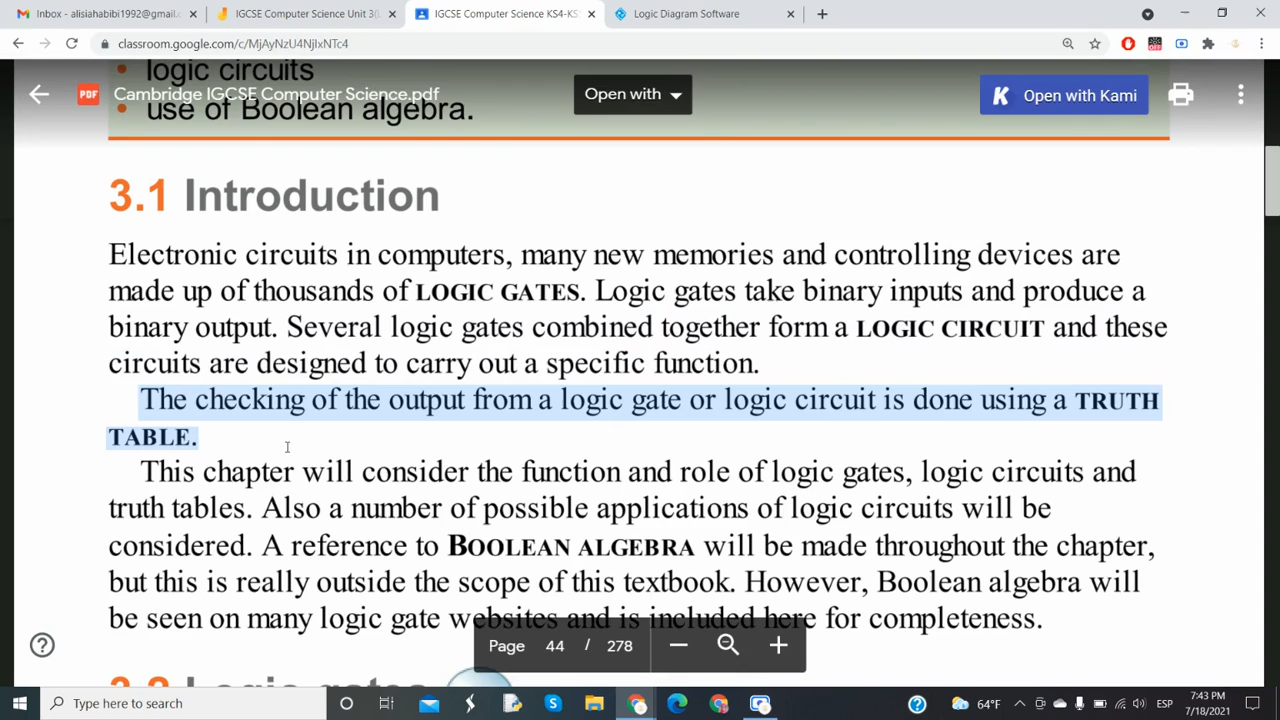 Inbox - alisiahabibi1992@gmail.c
IGCSE Computer Science Unit 3(L
IGCSE Computer Science KS4-KS
Logic Diagram Software
classroom.google.com/c/MjAyNzU4NjIxNTc4
logic circuits
PDF
Cambridge IGCSE Computer Science.pdf
Open with
K Open with Kami
use of Boolean algebra.
3.1 Introduction
Electronic circuits in computers, many new memories and controlling devices are
made up of thousands of LOGIC GATES. Logic gates take binary inputs and produce a
binary output. Several logic gates combined together form a LOGIC CIRCUIT and these
circuits are designed to carry out a specific function.
The checking of the output from a logic gate or logic circuit is done using a TRUTH
TABLE.
This chapter will consider the function and role of logic gates, logic circuits and
truth tables. Also a number of possible applications of logic circuits will be
considered. A reference to BOOLEAN ALGEBRA will be made throughout the chapter,
but this is really outside the scope of this textbook. However, Boolean algebra will
be seen on many logic gate websites and is included here for completeness.
Page 44 / 278
3.2 Logic gates
Type here to search
64°F
ESP
7:43 PM
7/18/2021